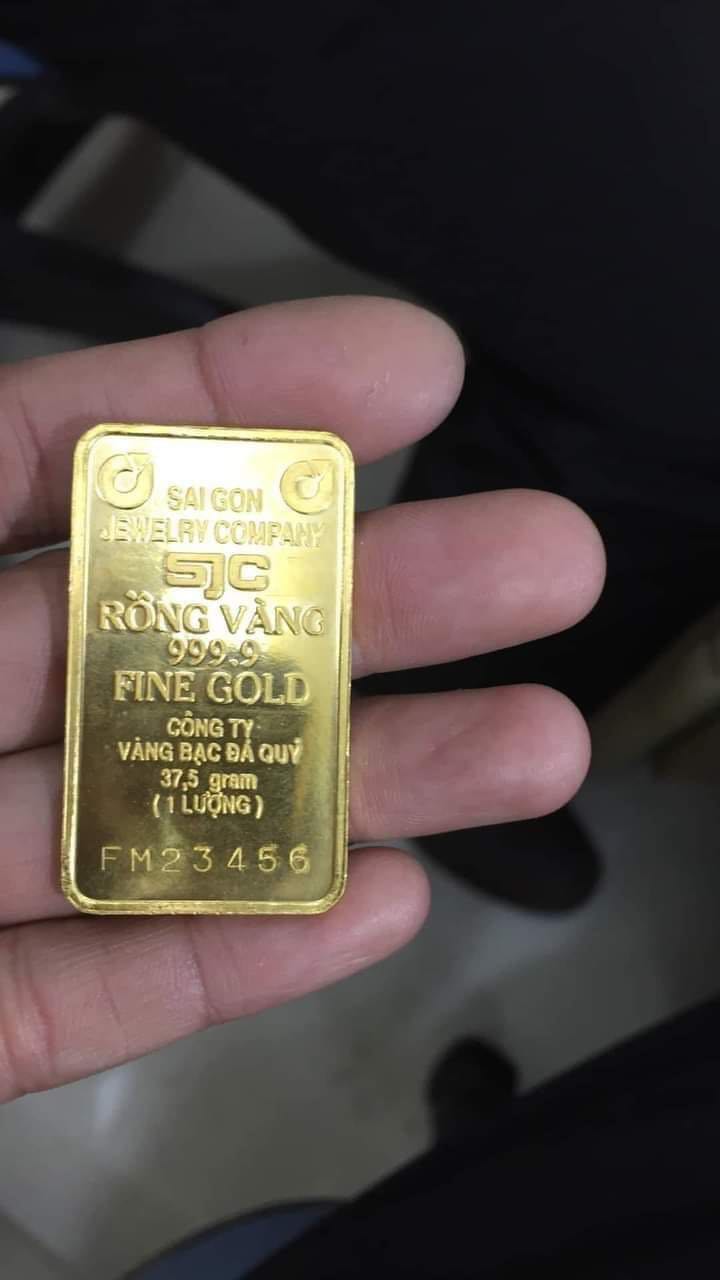 SAI GON
JEWELRY COMPANY
SJC
RỒNG VÀNG
999.9
FINE GOLD
CÔNG TY
VÀNG BẠC ĐÁ QUÝ
37,5 gram
( 1 LƯỢNG )
FM23456